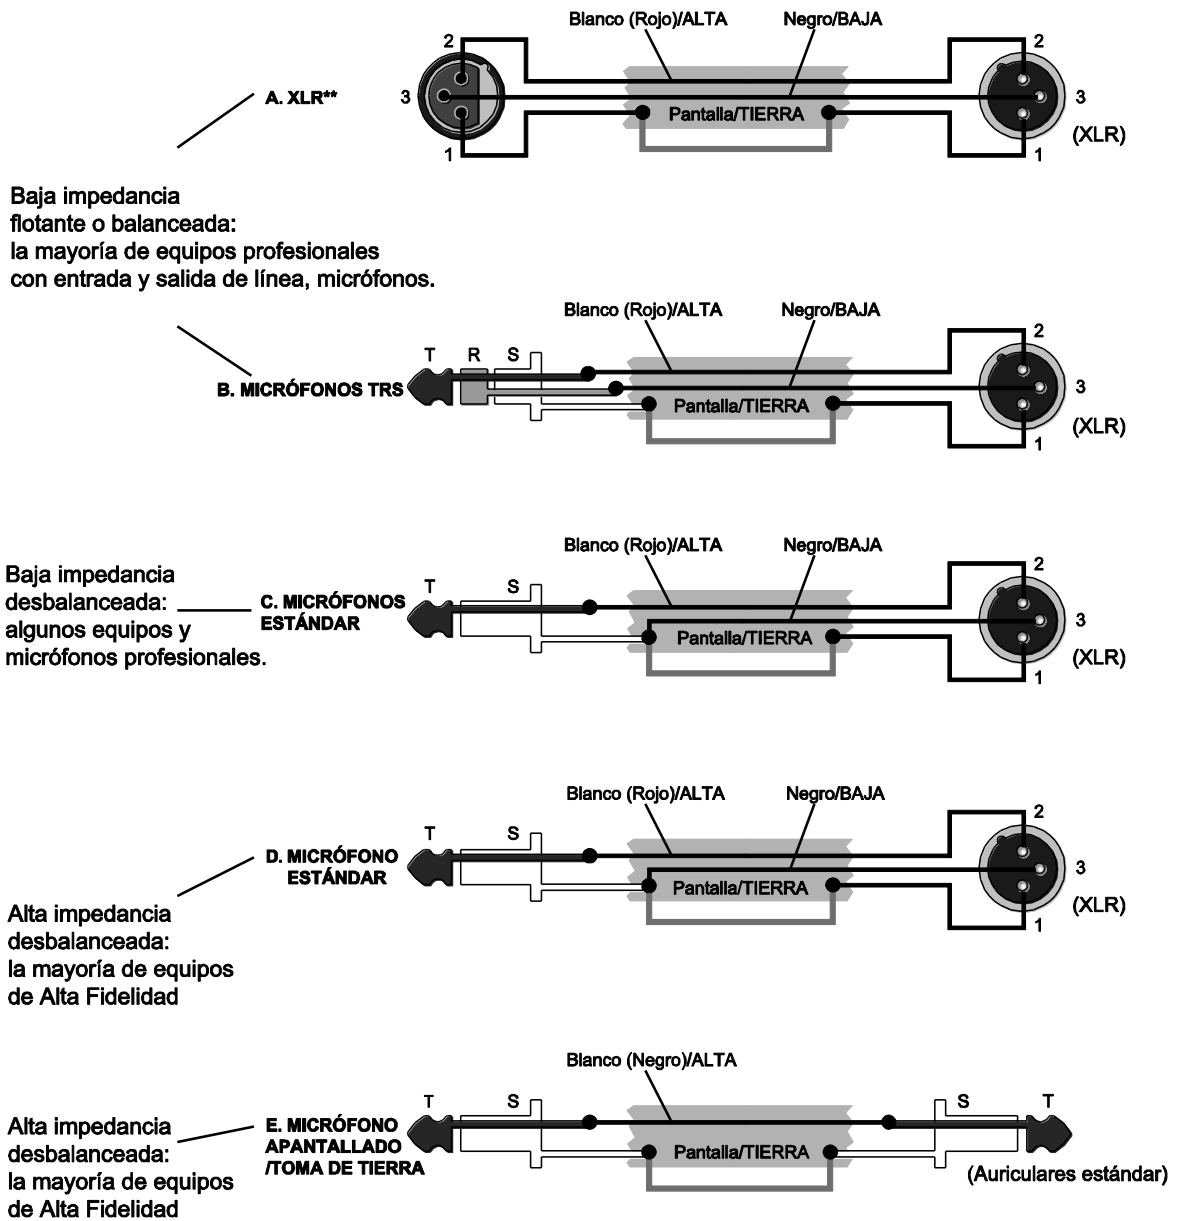 Blanco (Rojo)/ALTA Negro/BAJA
2 2
A. XLR** 3 3
Pantalla/TIERRA
(XLR)
1 1
Baja impedancia
flotante o balanceada:
la mayoría de equipos profesionales
con entrada y salida de línea, micrófonos.
Blanco (Rojo)/ALTA Negro/BAJA
2
T R S
B. MICRÓFONOS TRS 3
Pantalla/TIERRA
(XLR)
1
Blanco (Rojo)/ALTA Negro/BAJA
2
Baja impedancia
desbalanceada:
algunos equipos y
micrófonos profesionales.
T S
C. MICRÓFONOS
ESTÁNDAR
3
Pantalla/TIERRA
(XLR)
1
Blanco (Rojo)/ALTA Negro/BAJA
2
T S
D. MICRÓFONO
ESTÁNDAR
3
Pantalla/TIERRA
(XLR)
1
Alta impedancia
desbalanceada:
la mayoría de equipos
de Alta Fidelidad
Blanco (Negro)/ALTA
T S S T
Alta impedancia
desbalanceada:
la mayoría de equipos
de Alta Fidelidad
E. MICRÓFONO
APANTALLADO
/TOMA DE TIERRA
Pantalla/TIERRA
(Auriculares estándar)